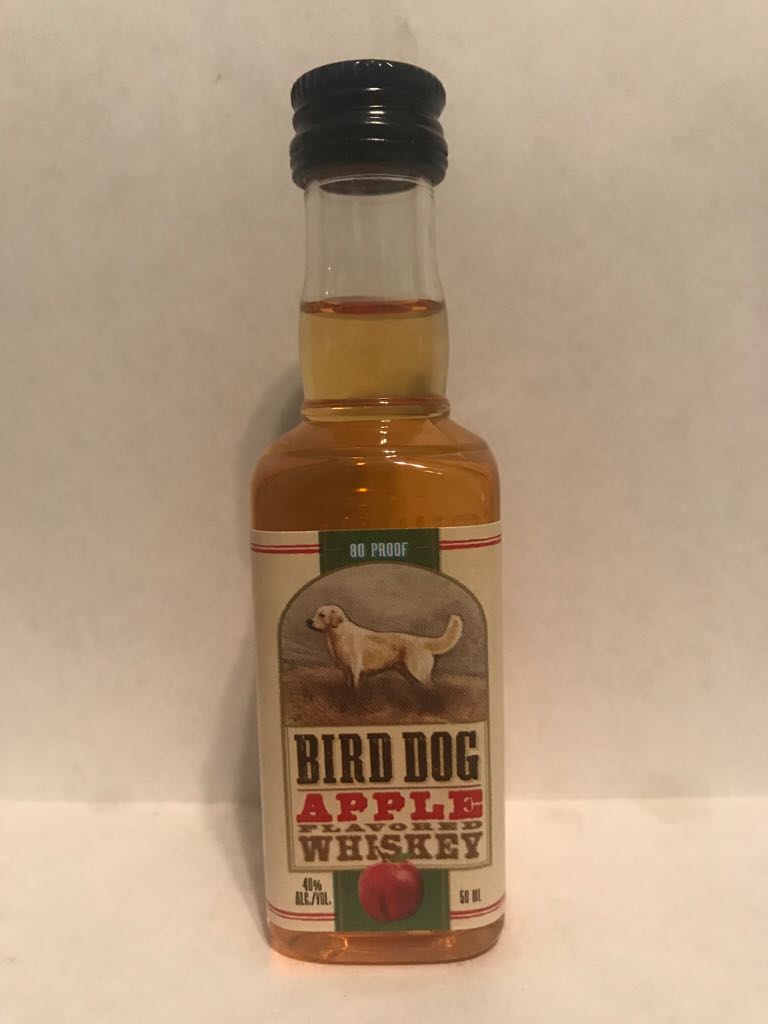 80 PROOF
BIRD DOG
APPLE
FLAVORED
WHISKEY
40%
ALC./VOL.
50 ML